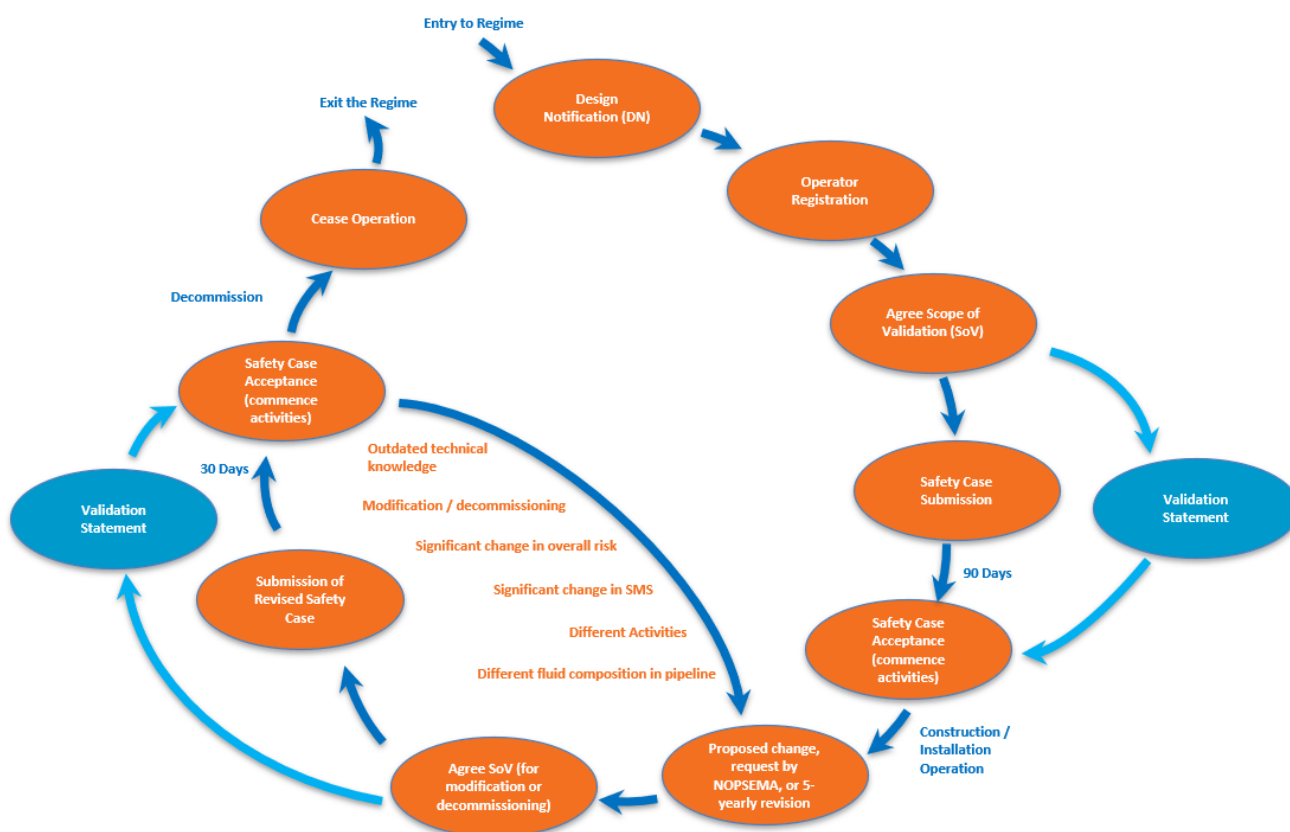 Entry to Regime
Design
Notification (DN)
Exit the Regime
Operator
Registration
Cease Operation
Decommission
Agree Scope of
Validation (SoV)
Safety Case
Acceptance
(commence
activities)
Outdated technical
knowledge
30 Days
Safety Case
Submission
Validation
Statement
Validation
Statement
Modification / decommissioning
Significant change in overall risk
90 Days
Submission of
Revised Safety
Case
Significant change in SMS
Different Activities
Safety Case
Acceptance
(commence
activities)
Different fluid composition in pipeline
Construction /
Installation
Operation
Proposed change,
request by
NOPSEMA, or 5-
yearly revision
Agree SoV (for
modification or
decommissioning)